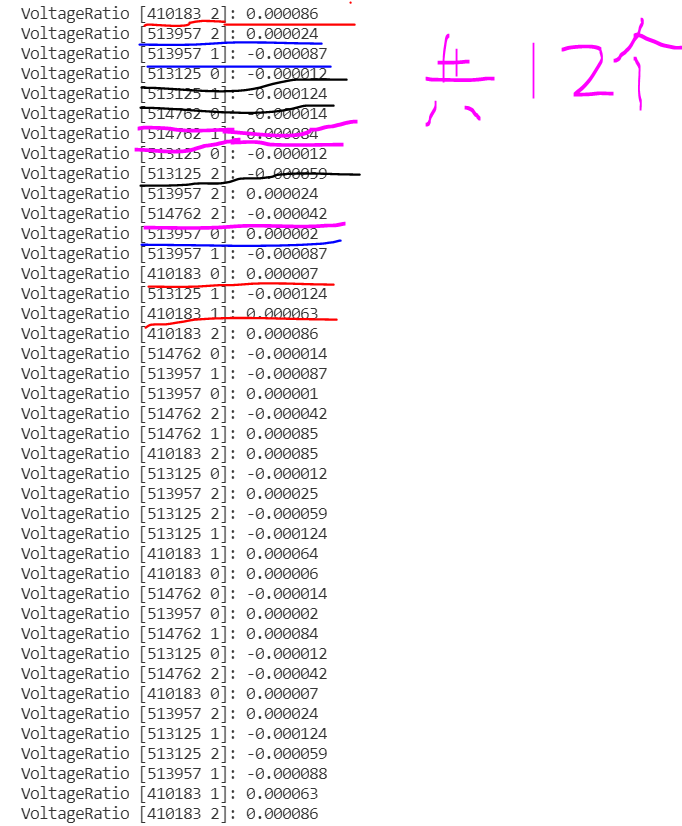 VoltageRatio [410183 2]: 0.000086
VoltageRatio [513957 2]: 0.000024
VoltageRatio [513957 1]: -0.000087
VoltageRatio [513125 0]: -0.000012
VoltageRatio [513125 1]: -0.000124
VoltageRatio [514762 0]: -0.000014
VoltageRatio [514762 1]: 0.000084
VoltageRatio [513125 0]: -0.000012
VoltageRatio [513125 2]: -0.000059
VoltageRatio [513957 2]: 0.000024
VoltageRatio [514762 2]: -0.000042
VoltageRatio [513957 0]: 0.000002
VoltageRatio [513957 1]: -0.000087
VoltageRatio [410183 0]: 0.000007
VoltageRatio [513125 1]: -0.000124
VoltageRatio [410183 1]: 0.000063
VoltageRatio [410183 2]: 0.000086
VoltageRatio [514762 0]: -0.000014
VoltageRatio [513957 1]: -0.000087
VoltageRatio [513957 0]: 0.000001
VoltageRatio [514762 2]: -0.000042
VoltageRatio [514762 1]: 0.000085
VoltageRatio [410183 2]: 0.000085
VoltageRatio [513125 0]: -0.000012
VoltageRatio [513957 2]: 0.000025
VoltageRatio [513125 2]: -0.000059
VoltageRatio [513125 1]: -0.000124
VoltageRatio [410183 1]: 0.000064
VoltageRatio [410183 0]: 0.000006
VoltageRatio [514762 0]: -0.000014
VoltageRatio [513957 0]: 0.000002
VoltageRatio [514762 1]: 0.000084
VoltageRatio [513125 0]: -0.000012
VoltageRatio [514762 2]: -0.000042
VoltageRatio [410183 0]: 0.000007
VoltageRatio [513957 2]: 0.000024
VoltageRatio [513125 1]: -0.000124
VoltageRatio [513125 2]: -0.000059
VoltageRatio [513957 1]: -0.000088
VoltageRatio [410183 1]: 0.000063
VoltageRatio [410183 2]: 0.000086
共12个